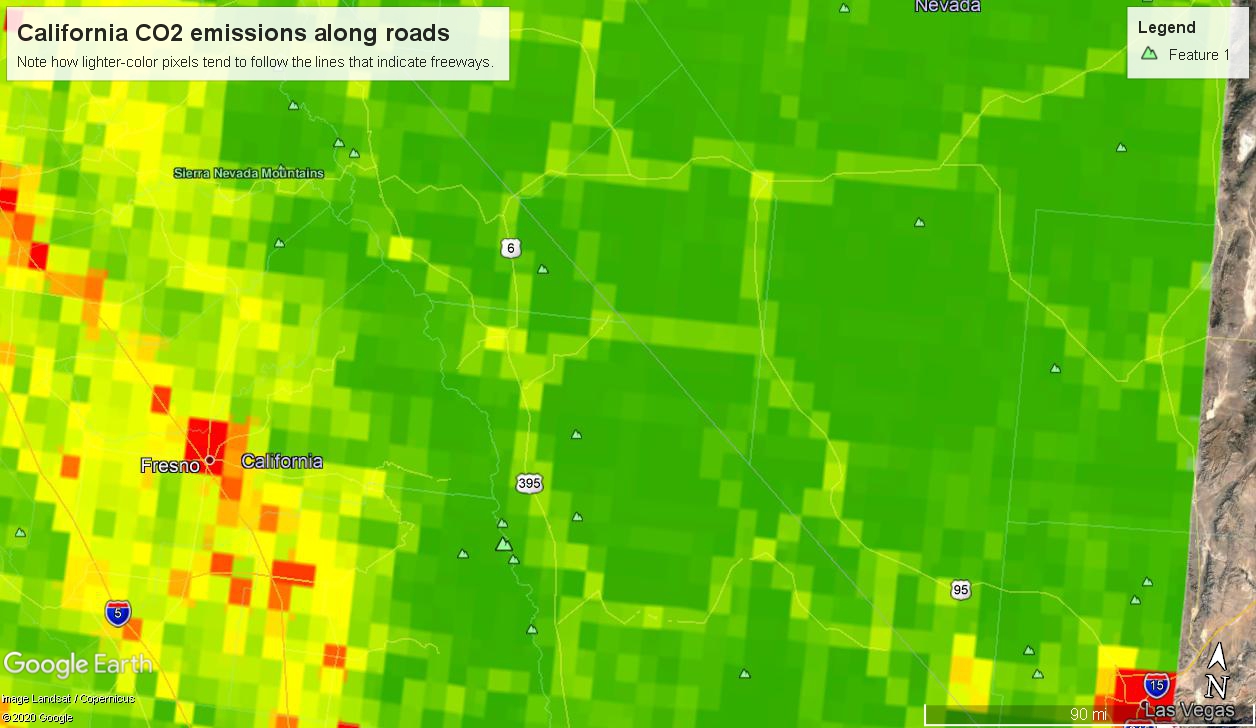 Nevada
California CO2 emissions along roads
Note how lighter-color pixels tend to follow the lines that indicate freeways.
Legend
Feature 1
Sierra Nevada Mountains
6
Fresno
California
395
95
5
15
Google Earth
Image Landsat / Copernicus
© 2020 Google
90 mi
N
Las Vegas